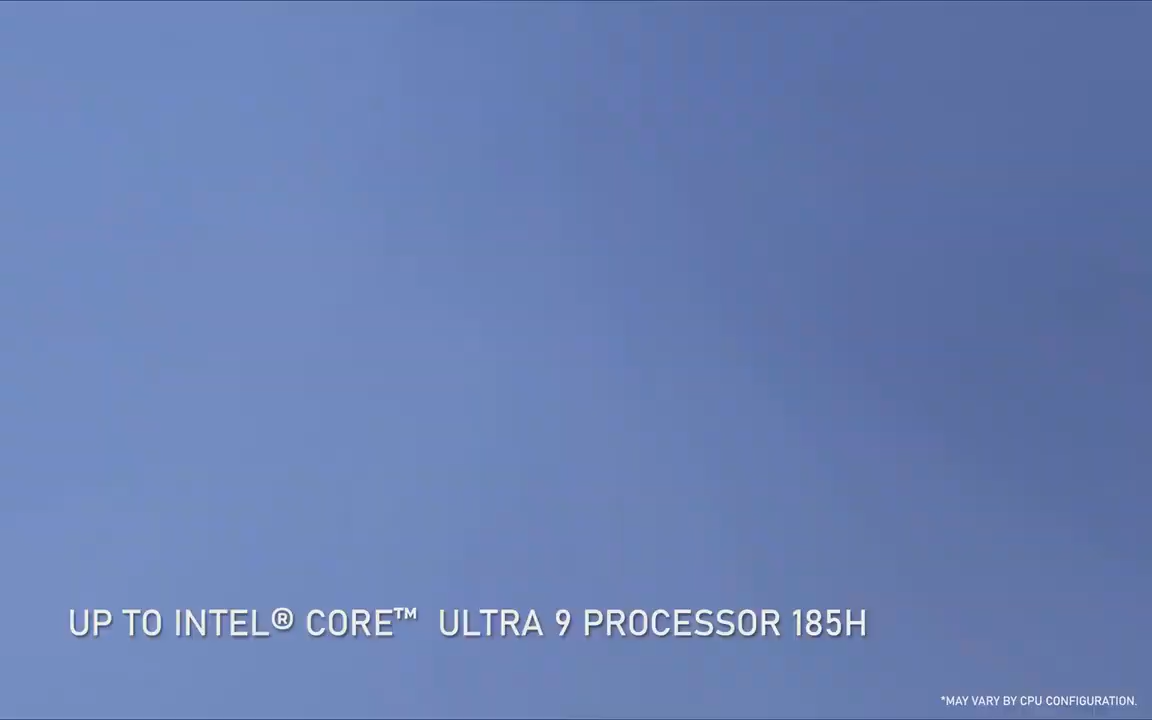 UP TO INTEL® CORE™ ULTRA 9 PROCESSOR 185H
*MAY VARY BY CPU CONFIGURATION.